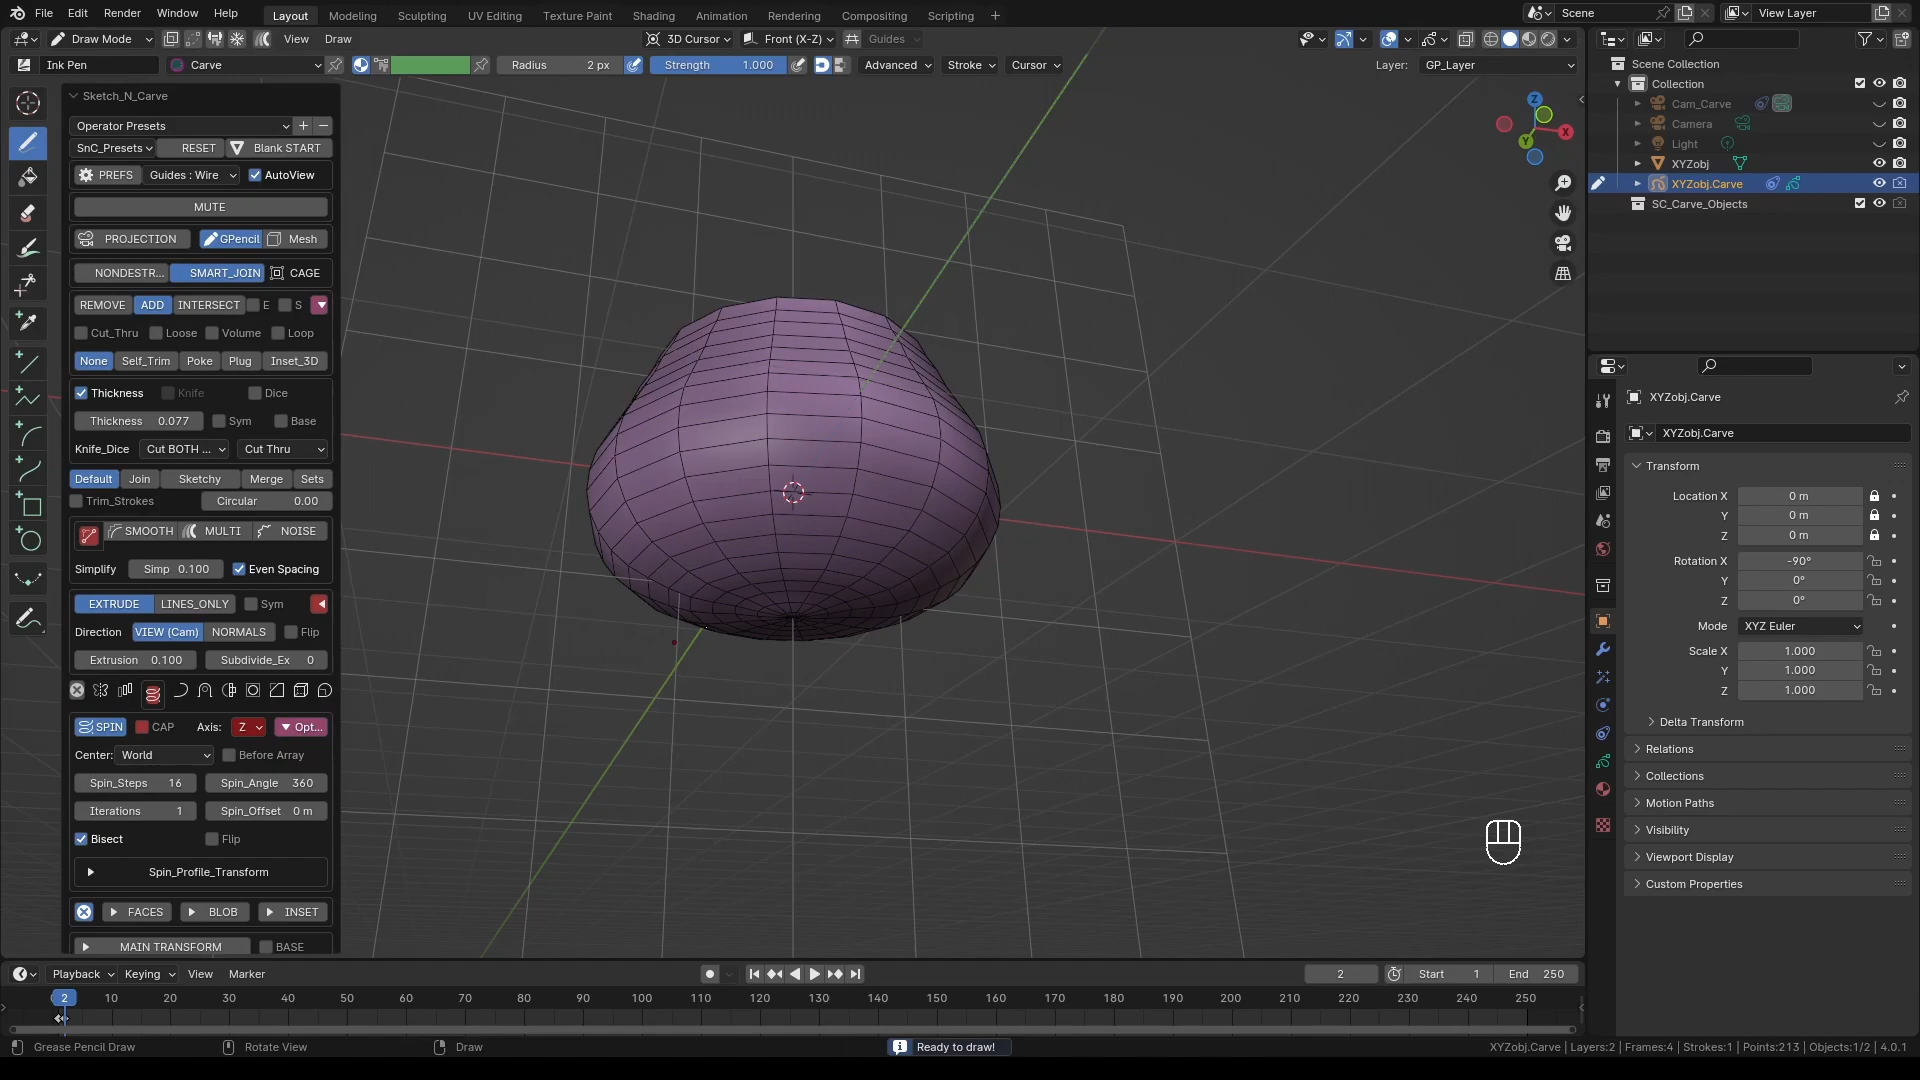 File Edit Render Window Help Layout Modeling Sculpting UV Editing Texture Paint Shading Animation Rendering Compositing Scripting Scene View Layer
Draw Mode View Draw 3D Cursor Front (X-Z) Guides
Ink Pen Carve Radius 2 px Strength 1.000 Advanced Stroke Cursor Layer: GP_Layer
Sketch_N_Carve
Operator Presets
SnC_Presets RESET Blank START
PREFS Guides : Wire AutoView
MUTE
PROJECTION GPencil Mesh
NONDESTR... SMART_JOIN CAGE
REMOVE ADD INTERSECT E S
Cut_Thru Loose Volume Loop
None Self_Trim Poke Plug Inset_3D
Thickness Knife Dice
Thickness 0.077 Sym Base
Knife_Dice Cut BOTH ... Cut Thru
Default Join Sketchy Merge Sets
Trim_Strokes Circular 0.00
SMOOTH MULTI NOISE
Simplify Simp 0.100 Even Spacing
EXTRUDE LINES_ONLY Sym
Direction VIEW (Cam) NORMALS Flip
Extrusion 0.100 Subdivide_Ex 0
SPIN CAP Axis: Z Opt...
Center: World Before Array
Spin_Steps 16 Spin_Angle 360
Iterations 1 Spin_Offset 0 m
Bisect Flip
Spin_Profile_Transform
FACES BLOB INSET
MAIN TRANSFORM BASE
Z
X
Y
Scene Collection
Collection
Cam_Carve
Camera
Light
XYZobj
XYZobj.Carve
SC_Carve_Objects
XYZobj.Carve
XYZobj.Carve
Transform
Location X 0 m
Y 0 m
Z 0 m
Rotation X -90°
Y 0°
Z 0°
Mode XYZ Euler
Scale X 1.000
Y 1.000
Z 1.000
Delta Transform
Relations
Collections
Motion Paths
Visibility
Viewport Display
Custom Properties
Playback Keying View Marker 2 Start 1 End 250
2 10 20 30 40 50 60 70 80 90 100 110 120 130 140 150 160 170 180 190 200 210 220 230 240 250
Grease Pencil Draw Rotate View Draw Ready to draw! XYZobj.Carve | Layers:2 | Frames:4 | Strokes:1 | Points:213 | Objects:1/2 | 4.0.1